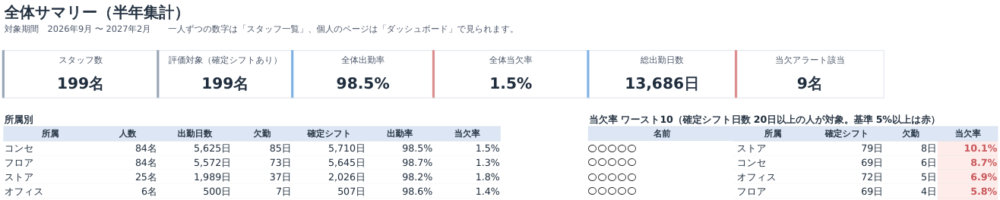 全体サマリー（半年集計）
対象期間　2026年9月 〜 2027年2月　　一人ずつの数字は「スタッフ一覧」、個人のページは「ダッシュボード」で見られます。
スタッフ数 評価対象（確定シフトあり） 全体出勤率 全体当欠率 総出勤日数 当欠アラート該当
199名 199名 98.5% 1.5% 13,686日 9名
所属別
所属 人数 出勤日数 欠勤 確定シフト 出勤率 当欠率
コンセ 84名 5,625日 85日 5,710日 98.5% 1.5%
フロア 84名 5,572日 73日 5,645日 98.7% 1.3%
ストア 25名 1,989日 37日 2,026日 98.2% 1.8%
オフィス 6名 500日 7日 507日 98.6% 1.4%
当欠率 ワースト10（確定シフト日数 20日以上の人が対象。基準 5%以上は赤）
名前 所属 確定シフト 欠勤 当欠率
〇〇〇〇〇 ストア 79日 8日 10.1%
〇〇〇〇〇 コンセ 69日 6日 8.7%
〇〇〇〇〇 オフィス 72日 5日 6.9%
〇〇〇〇〇 フロア 69日 4日 5.8%